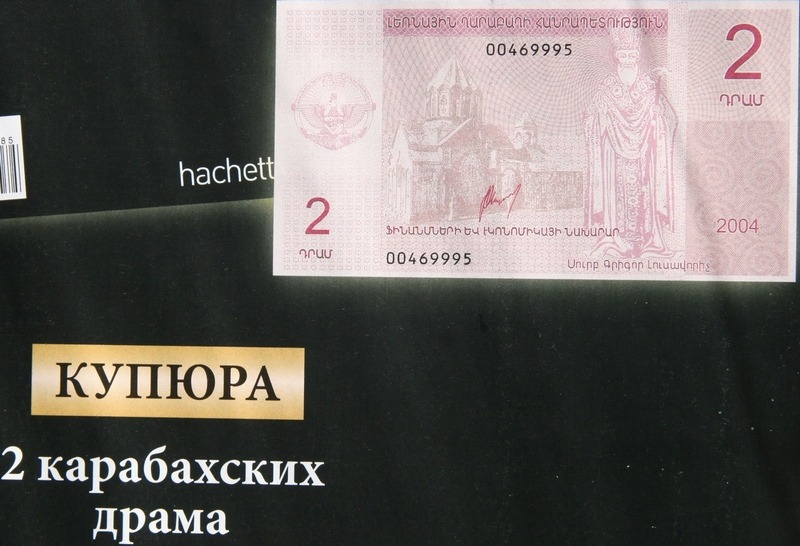 ԼԵՌՆԱՅԻՆ ՂԱՐԱԲԱՂԻ ՀԱՆՐԱՊԵՏՈՒԹՅՈՒՆ
00469995
2
ԴՐԱՄ
85
hachett
2
ԴՐԱՄ
2004
ՖԻՆԱՆՍՆԵՐԻ ԵՎ ԷԿՈՆՈՄԻԿԱՅԻ ՆԱԽԱՐԱՐ
00469995
Սուրբ Գրիգոր Լուսավորիչ
КУПЮРА
2 карабахских
драма